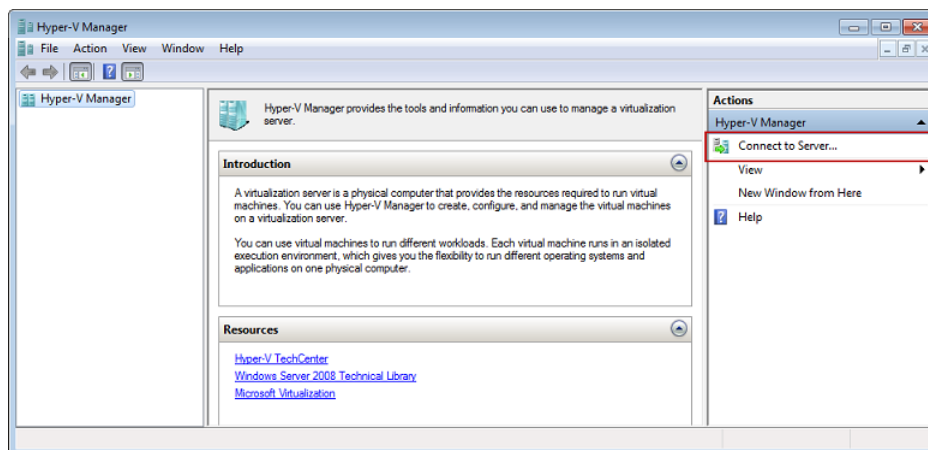 Hyper-V Manager
File Action View Window Help
Hyper-V Manager
Hyper-V Manager provides the tools and information you can use to manage a virtualization
server.
Introduction
A virtualization server is a physical computer that provides the resources required to run virtual
machines. You can use Hyper-V Manager to create, configure, and manage the virtual machines
on a virtualization server.
You can use virtual machines to run different workloads. Each virtual machine runs in an isolated
execution environment, which gives you the flexibility to run different operating systems and
applications on one physical computer.
Resources
Hyper-V TechCenter
Windows Server 2008 Technical Library
Microsoft Virtualization
Actions
Hyper-V Manager
Connect to Server...
View
New Window from Here
Help